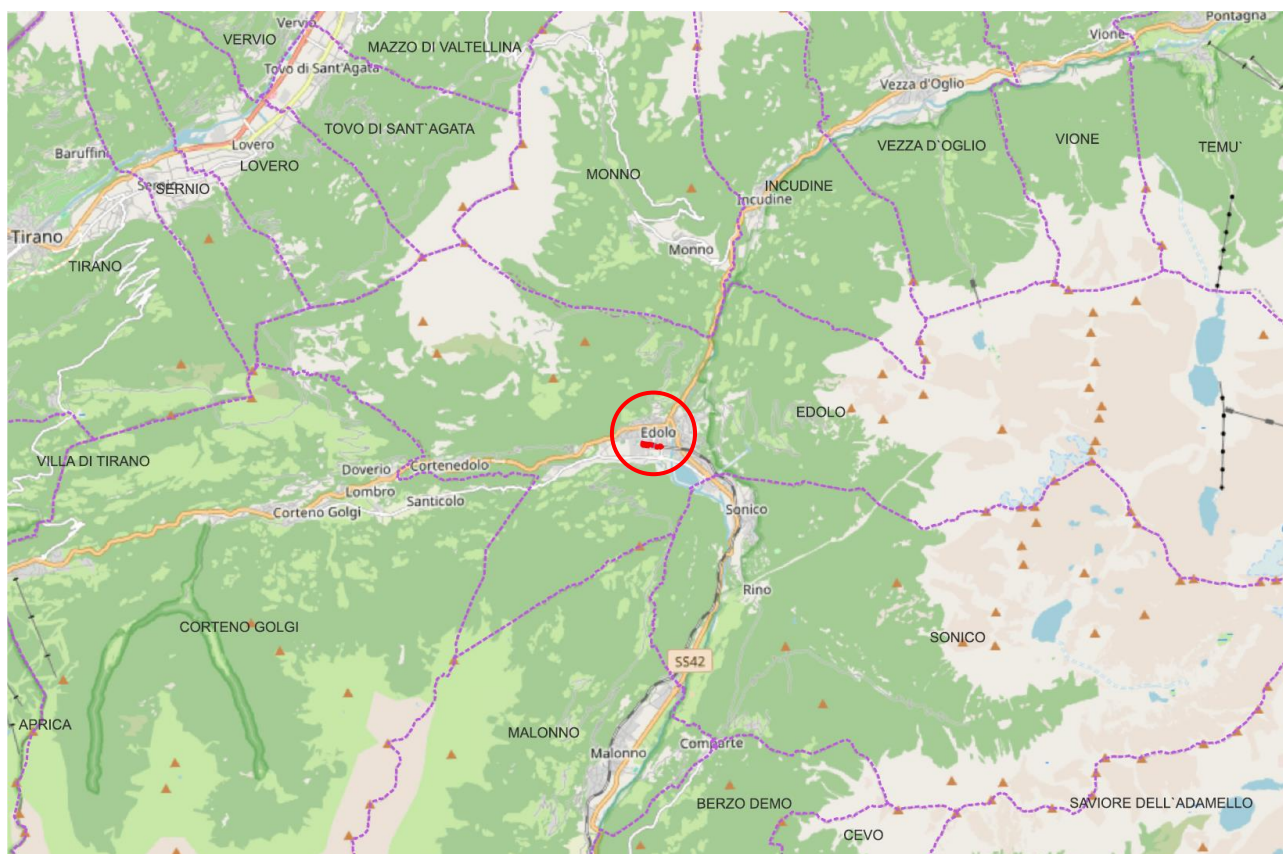 Pontagna
Vervio
Vione
VERVIO
MAZZO DI VALTELLINA
Tovo di Sant'Agata
Vezza d'Oglio
TOVO DI SANT`AGATA
Lovero
Baruffini
LOVERO
VEZZA D`OGLIO
VIONE
TEMU`
MONNO
SERNIO
INCUDINE
Incudine
Tirano
Monno
TIRANO
EDOLO
Edolo
VILLA DI TIRANO
Doverio
Cortenedolo
Lombro
Santicolo
Corteno Golgi
Sonico
Rino
CORTENO GOLGI
SONICO
SS42
APRICA
MALONNO
Malonno
Comparte
BERZO DEMO
SAVIORE DELL`ADAMELLO
CEVO